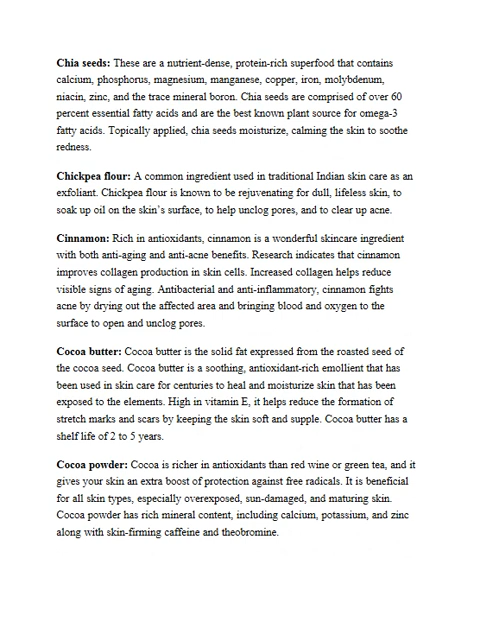 Chia seeds: These are a nutrient-dense, protein-rich superfood that contains
calcium, phosphorus, magnesium, manganese, copper, iron, molybdenum,
niacin, zinc, and the trace mineral boron. Chia seeds are comprised of over 60
percent essential fatty acids and are the best known plant source for omega-3
fatty acids. Topically applied, chia seeds moisturize, calming the skin to soothe
redness.
Chickpea flour: A common ingredient used in traditional Indian skin care as an
exfoliant. Chickpea flour is known to be rejuvenating for dull, lifeless skin, to
soak up oil on the skin’s surface, to help unclog pores, and to clear up acne.
Cinnamon: Rich in antioxidants, cinnamon is a wonderful skincare ingredient
with both anti-aging and anti-acne benefits. Research indicates that cinnamon
improves collagen production in skin cells. Increased collagen helps reduce
visible signs of aging. Antibacterial and anti-inflammatory, cinnamon fights
acne by drying out the affected area and bringing blood and oxygen to the
surface to open and unclog pores.
Cocoa butter: Cocoa butter is the solid fat expressed from the roasted seed of
the cocoa seed. Cocoa butter is a soothing, antioxidant-rich emollient that has
been used in skin care for centuries to heal and moisturize skin that has been
exposed to the elements. High in vitamin E, it helps reduce the formation of
stretch marks and scars by keeping the skin soft and supple. Cocoa butter has a
shelf life of 2 to 5 years.
Cocoa powder: Cocoa is richer in antioxidants than red wine or green tea, and it
gives your skin an extra boost of protection against free radicals. It is beneficial
for all skin types, especially overexposed, sun-damaged, and maturing skin.
Cocoa powder has rich mineral content, including calcium, potassium, and zinc
along with skin-firming caffeine and theobromine.